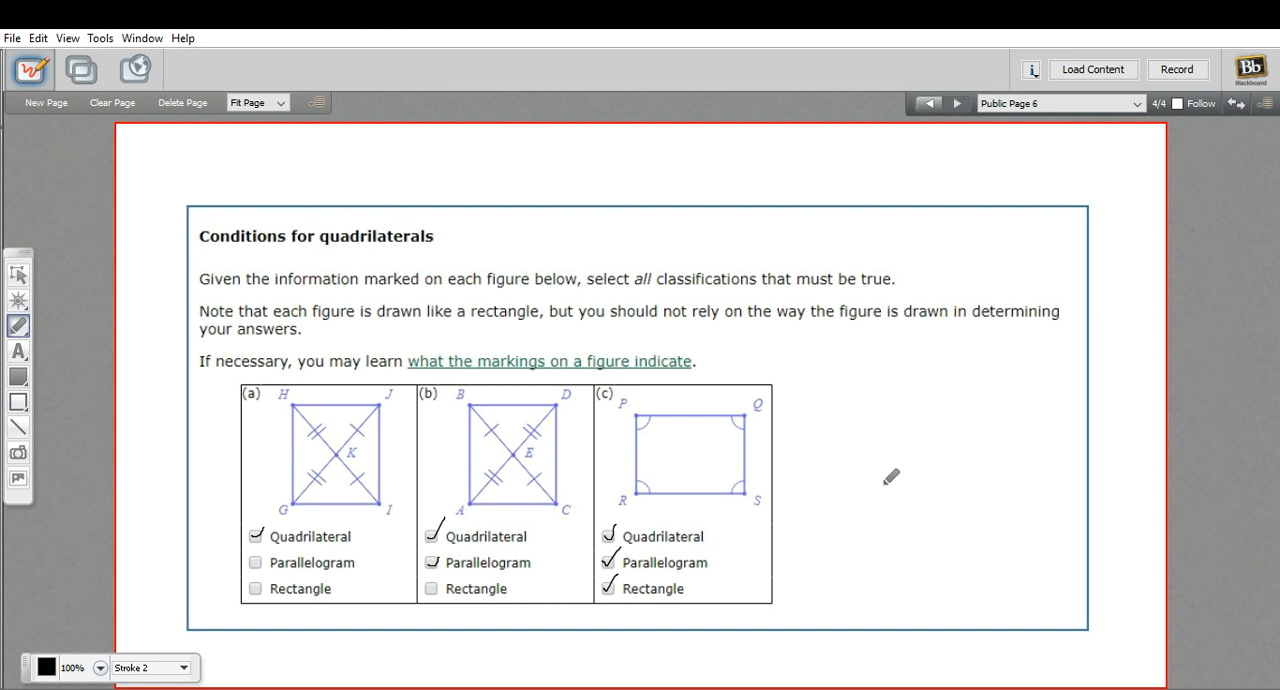 File Edit View Tools Window Help
i Load Content Record Bb
Blackboard
New Page Clear Page Delete Page Fit Page Public Page 6 4/4 Follow
Conditions for quadrilaterals
Given the information marked on each figure below, select all classifications that must be true.
Note that each figure is drawn like a rectangle, but you should not rely on the way the figure is drawn in determining
your answers.
If necessary, you may learn what the markings on a figure indicate.
(a) H J
K
G I
Quadrilateral
Parallelogram
Rectangle
(b) B D
E
A C
Quadrilateral
Parallelogram
Rectangle
(c) P Q
R S
Quadrilateral
Parallelogram
Rectangle
A
100% Stroke 2